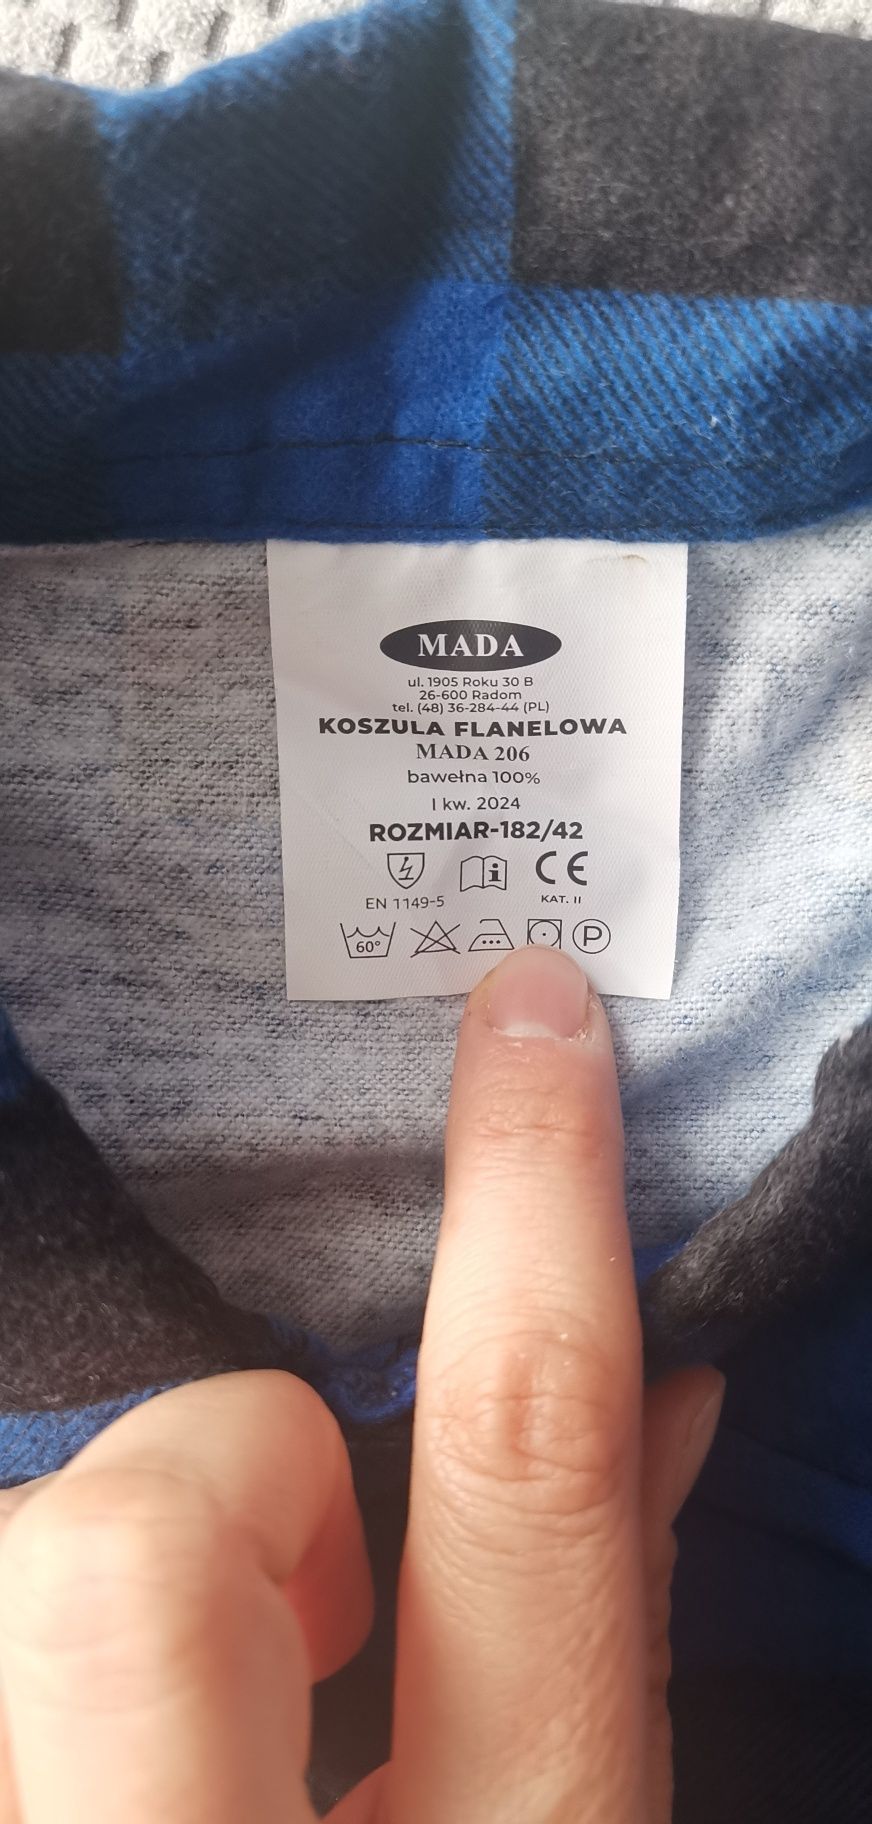 MADA
ul. 1905 Roku 30 B
26-600 Radom
tel. (48) 36-284-44 (PL)
KOSZULA FLANELOWA
MADA 206
bawełna 100%
I kw. 2024
ROZMIAR-182/42
i CE
EN 1149-5 KAT. II
60° P